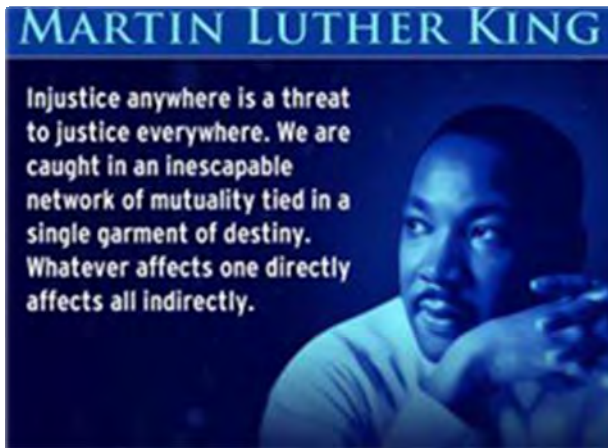 MARTIN LUTHER KING
Injustice anywhere is a threat
to justice everywhere. We are
caught in an inescapable
network of mutuality tied in a
single garment of destiny.
Whatever affects one directly
affects all indirectly.